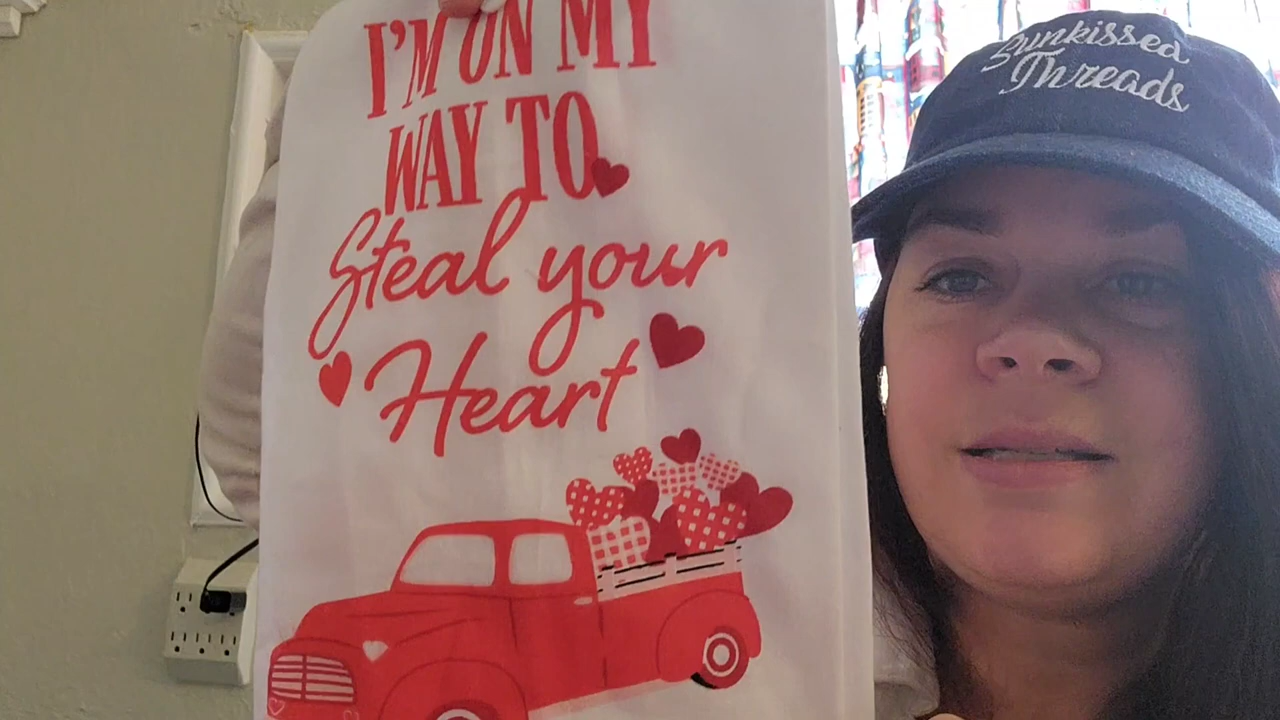 I'M ON MY
WAY TO
Steal your
Heart
Sunkissed
Threads